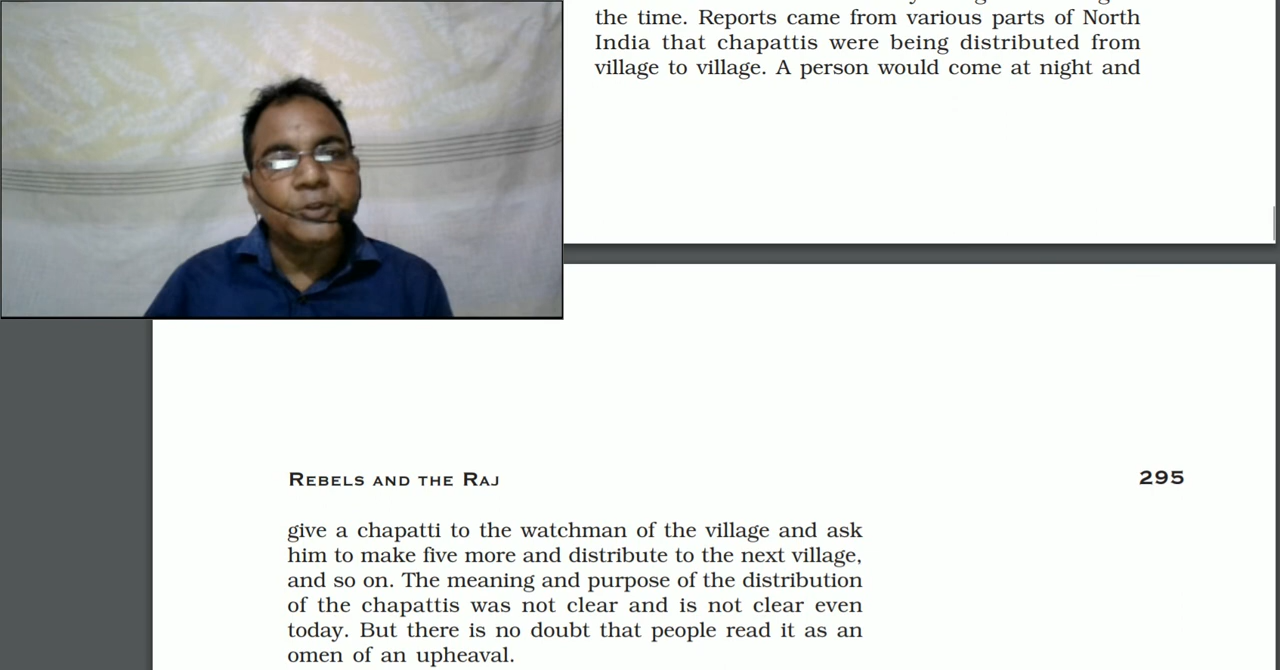 the time. Reports came from various parts of North
India that chapattis were being distributed from
village to village. A person would come at night and
REBELS AND THE RAJ
295
give a chapatti to the watchman of the village and ask
him to make five more and distribute to the next village,
and so on. The meaning and purpose of the distribution
of the chapattis was not clear and is not clear even
today. But there is no doubt that people read it as an
omen of an upheaval.